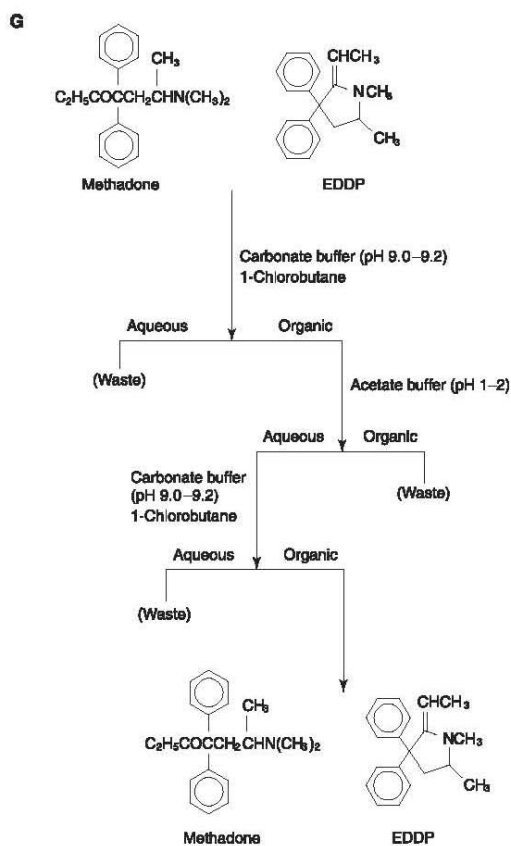 G
CH₃
C₂H₅COCCH₂CHN(CH₃)₂
Methadone
CHCH₃
NCH₃
CH₃
EDDP
Carbonate buffer (pH 9.0–9.2)
1-Chlorobutane
Aqueous Organic
(Waste)
Acetate buffer (pH 1–2)
Aqueous Organic
(Waste)
Carbonate buffer
(pH 9.0–9.2)
1-Chlorobutane
Aqueous Organic
(Waste)
CH₃
C₂H₅COCCH₂CHN(CH₃)₂
Methadone
CHCH₃
NCH₃
CH₃
EDDP